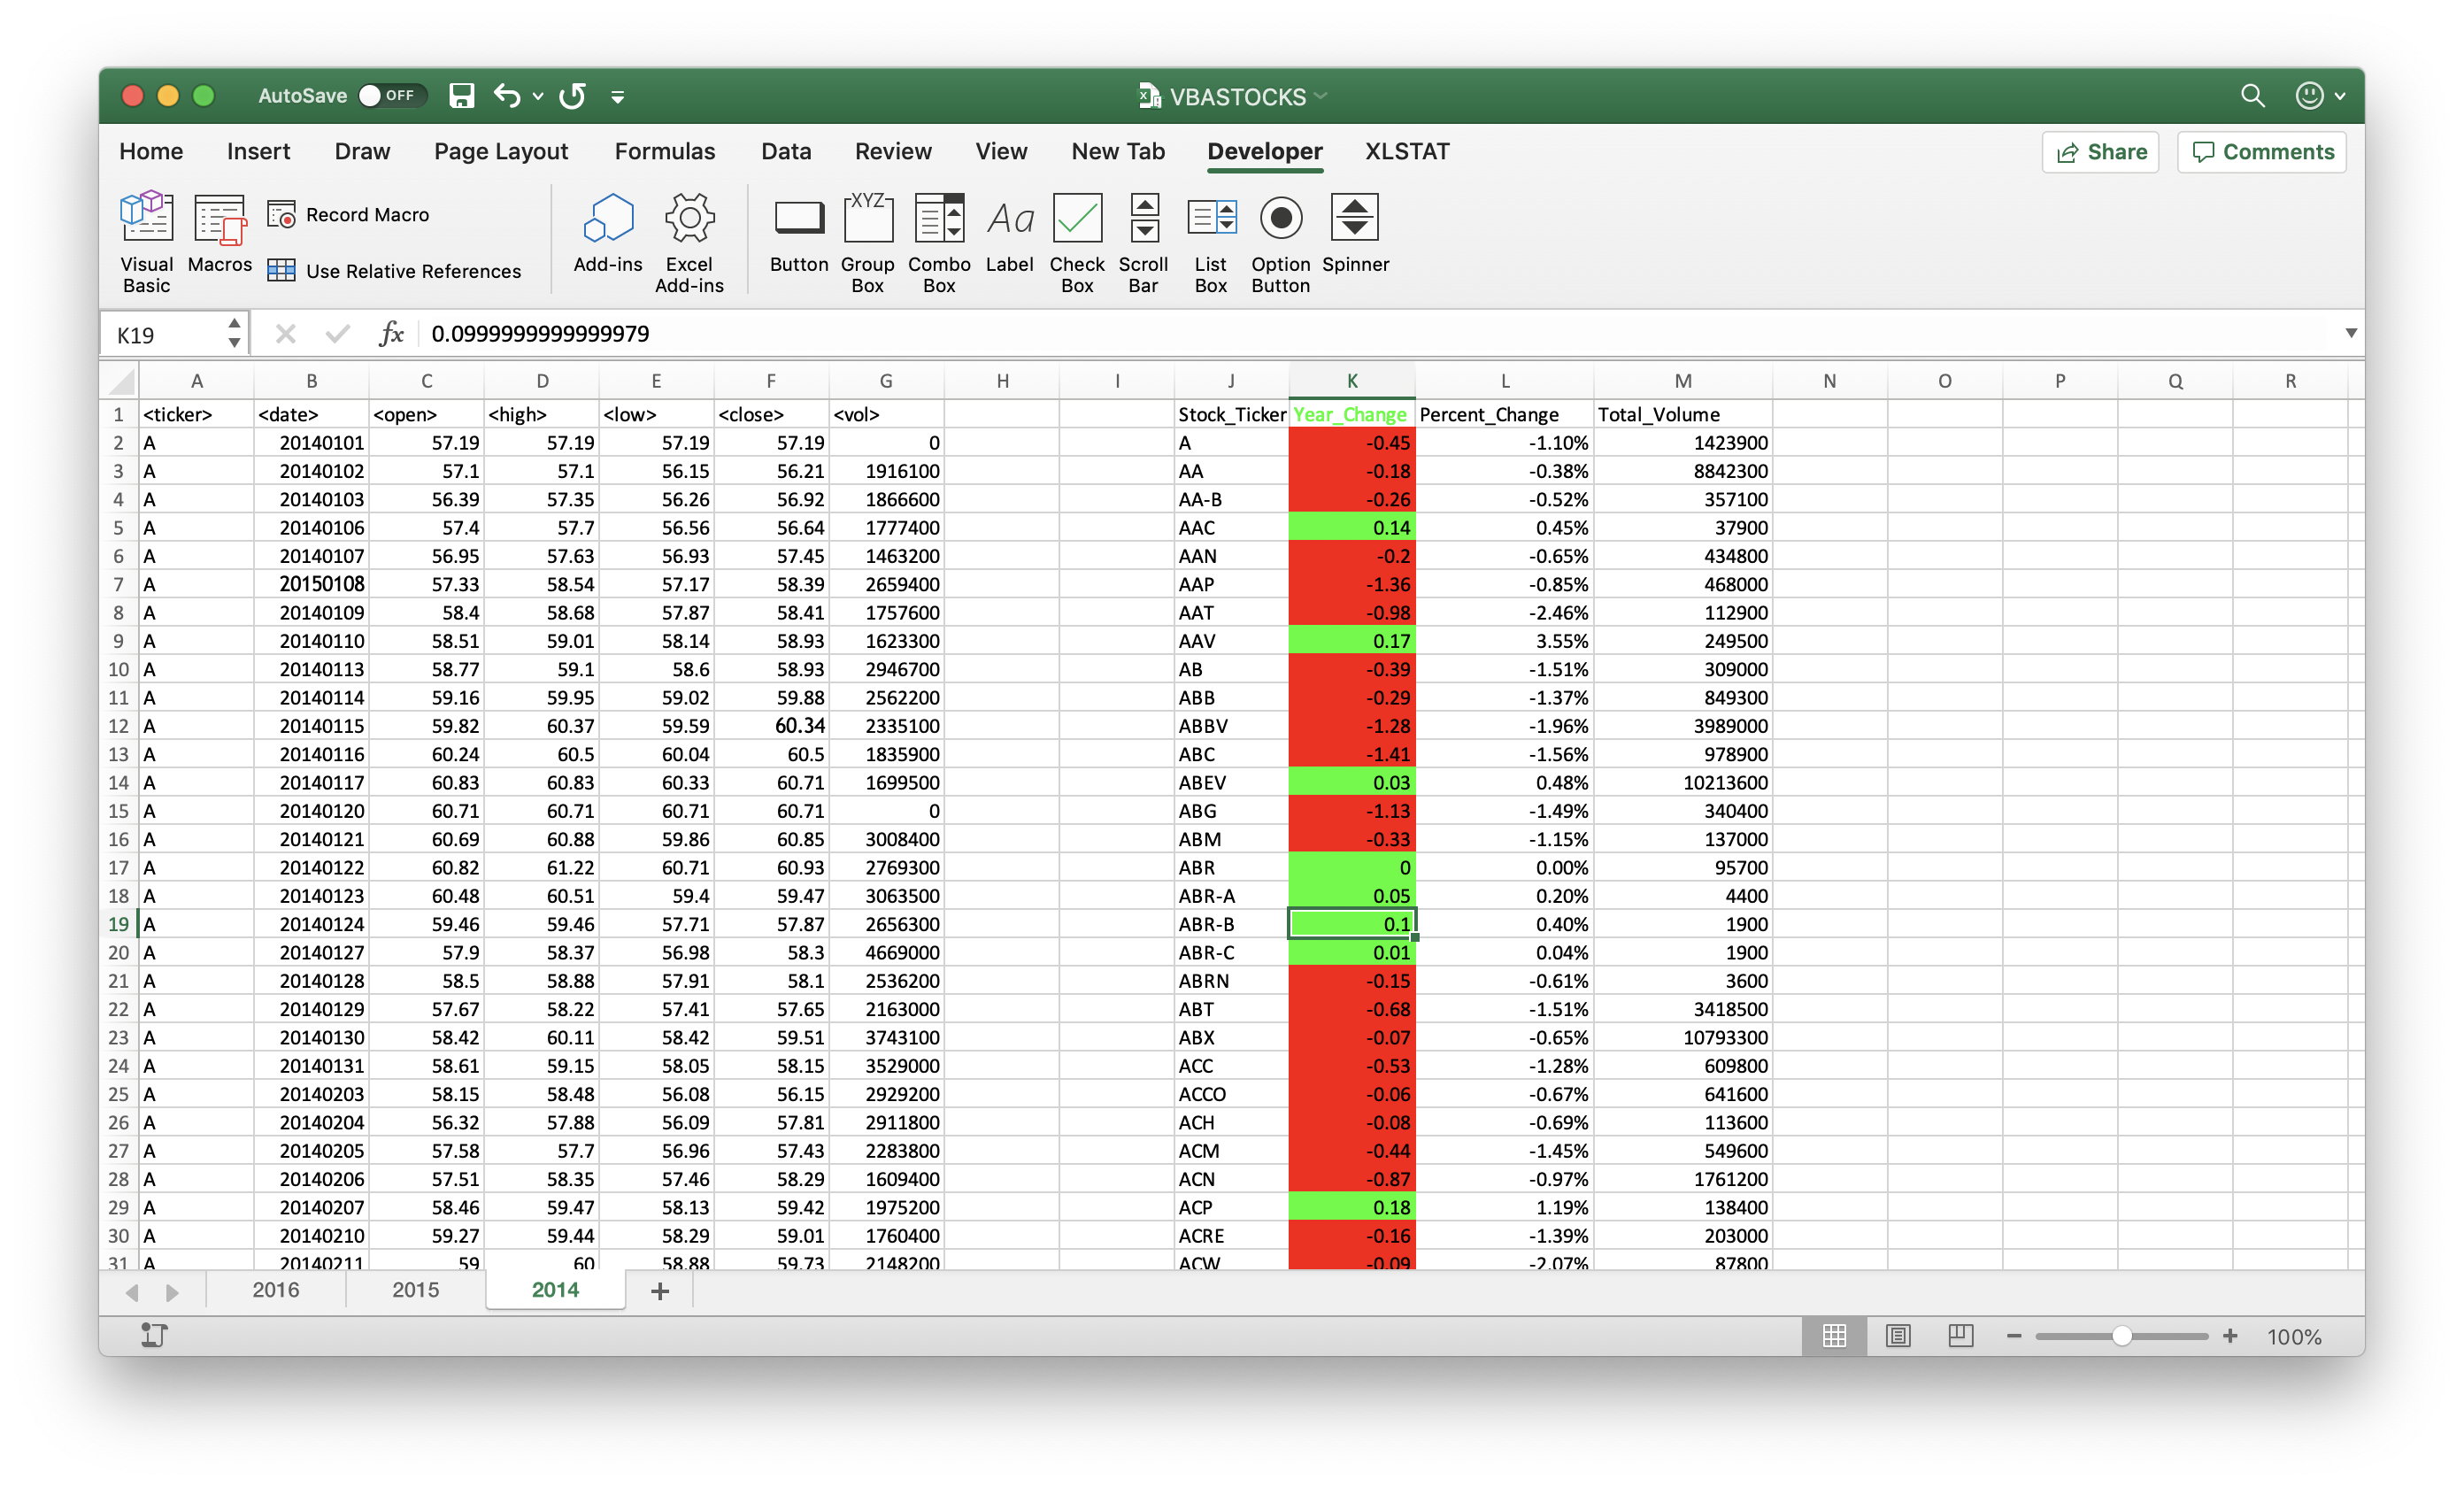 AutoSave OFF VBASTOCKS
Home Insert Draw Page Layout Formulas Data Review View New Tab Developer XLSTAT Share Comments
Visual Basic Macros Record Macro Use Relative References Add-ins Excel Add-ins Button XYZ Group Box Combo Box Aa Label Check Box Scroll Bar List Box Option Button Spinner
K19 fx 0.0999999999999979
A B C D E F G H I J K L M N O P Q R
1 <ticker> <date> <open> <high> <low> <close> <vol> Stock_Ticker Year_Change Percent_Change Total_Volume
2 A 20140101 57.19 57.19 57.19 57.19 0 A -0.45 -1.10% 1423900
3 A 20140102 57.1 57.1 56.15 56.21 1916100 AA -0.18 -0.38% 8842300
4 A 20140103 56.39 57.35 56.26 56.92 1866600 AA-B -0.26 -0.52% 357100
5 A 20140106 57.4 57.7 56.56 56.64 1777400 AAC 0.14 0.45% 37900
6 A 20140107 56.95 57.63 56.93 57.45 1463200 AAN -0.2 -0.65% 434800
7 A 20150108 57.33 58.54 57.17 58.39 2659400 AAP -1.36 -0.85% 468000
8 A 20140109 58.4 58.68 57.87 58.41 1757600 AAT -0.98 -2.46% 112900
9 A 20140110 58.51 59.01 58.14 58.93 1623300 AAV 0.17 3.55% 249500
10 A 20140113 58.77 59.1 58.6 58.93 2946700 AB -0.39 -1.51% 309000
11 A 20140114 59.16 59.95 59.02 59.88 2562200 ABB -0.29 -1.37% 849300
12 A 20140115 59.82 60.37 59.59 60.34 2335100 ABBV -1.28 -1.96% 3989000
13 A 20140116 60.24 60.5 60.04 60.5 1835900 ABC -1.41 -1.56% 978900
14 A 20140117 60.83 60.83 60.33 60.71 1699500 ABEV 0.03 0.48% 10213600
15 A 20140120 60.71 60.71 60.71 60.71 0 ABG -1.13 -1.49% 340400
16 A 20140121 60.69 60.88 59.86 60.85 3008400 ABM -0.33 -1.15% 137000
17 A 20140122 60.82 61.22 60.71 60.93 2769300 ABR 0 0.00% 95700
18 A 20140123 60.48 60.51 59.4 59.47 3063500 ABR-A 0.05 0.20% 4400
19 A 20140124 59.46 59.46 57.71 57.87 2656300 ABR-B 0.1 0.40% 1900
20 A 20140127 57.9 58.37 56.98 58.3 4669000 ABR-C 0.01 0.04% 1900
21 A 20140128 58.5 58.88 57.91 58.1 2536200 ABRN -0.15 -0.61% 3600
22 A 20140129 57.67 58.22 57.41 57.65 2163000 ABT -0.68 -1.51% 3418500
23 A 20140130 58.42 60.11 58.42 59.51 3743100 ABX -0.07 -0.65% 10793300
24 A 20140131 58.61 59.15 58.05 58.15 3529000 ACC -0.53 -1.28% 609800
25 A 20140203 58.15 58.48 56.08 56.15 2929200 ACCO -0.06 -0.67% 641600
26 A 20140204 56.32 57.88 56.09 57.81 2911800 ACH -0.08 -0.69% 113600
27 A 20140205 57.58 57.7 56.96 57.43 2283800 ACM -0.44 -1.45% 549600
28 A 20140206 57.51 58.35 57.46 58.29 1609400 ACN -0.87 -0.97% 1761200
29 A 20140207 58.46 59.47 58.13 59.42 1975200 ACP 0.18 1.19% 138400
30 A 20140210 59.27 59.44 58.29 59.01 1760400 ACRE -0.16 -1.39% 203000
31 A 20140211 59 60 58.88 59.73 2148200 ACW -0.09 -2.07% 87800
2016 2015 2014 +
100%